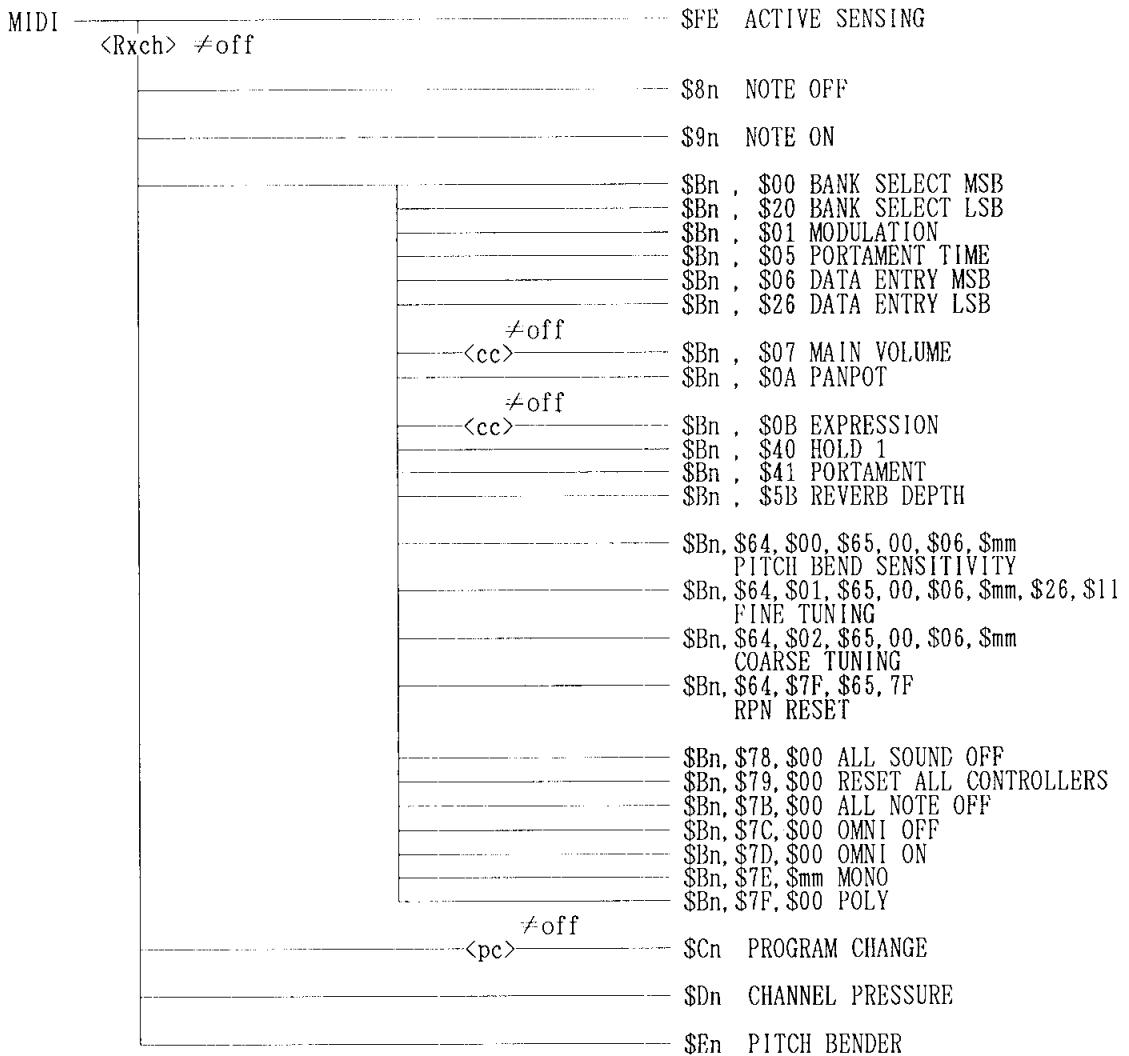 MIDI $FE ACTIVE SENSING
<Rxch> ≠off
$8n NOTE OFF
$9n NOTE ON
$Bn , $00 BANK SELECT MSB
$Bn , $20 BANK SELECT LSB
$Bn , $01 MODULATION
$Bn , $05 PORTAMENT TIME
$Bn , $06 DATA ENTRY MSB
$Bn , $26 DATA ENTRY LSB
≠off
<cc> $Bn , $07 MAIN VOLUME
$Bn , $0A PANPOT
≠off
<cc> $Bn , $0B EXPRESSION
$Bn , $40 HOLD 1
$Bn , $41 PORTAMENT
$Bn , $5B REVERB DEPTH
$Bn, $64, $00, $65, 00, $06, $mm
PITCH BEND SENSITIVITY
$Bn, $64, $01, $65, 00, $06, $mm, $26, $ll
FINE TUNING
$Bn, $64, $02, $65, 00, $06, $mm
COARSE TUNING
$Bn, $64, $7F, $65, 7F
RPN RESET
$Bn, $78, $00 ALL SOUND OFF
$Bn, $79, $00 RESET ALL CONTROLLERS
$Bn, $7B, $00 ALL NOTE OFF
$Bn, $7C, $00 OMNI OFF
$Bn, $7D, $00 OMNI ON
$Bn, $7E, $mm MONO
$Bn, $7F, $00 POLY
≠off
<pc> $Cn PROGRAM CHANGE
$Dn CHANNEL PRESSURE
$En PITCH BENDER